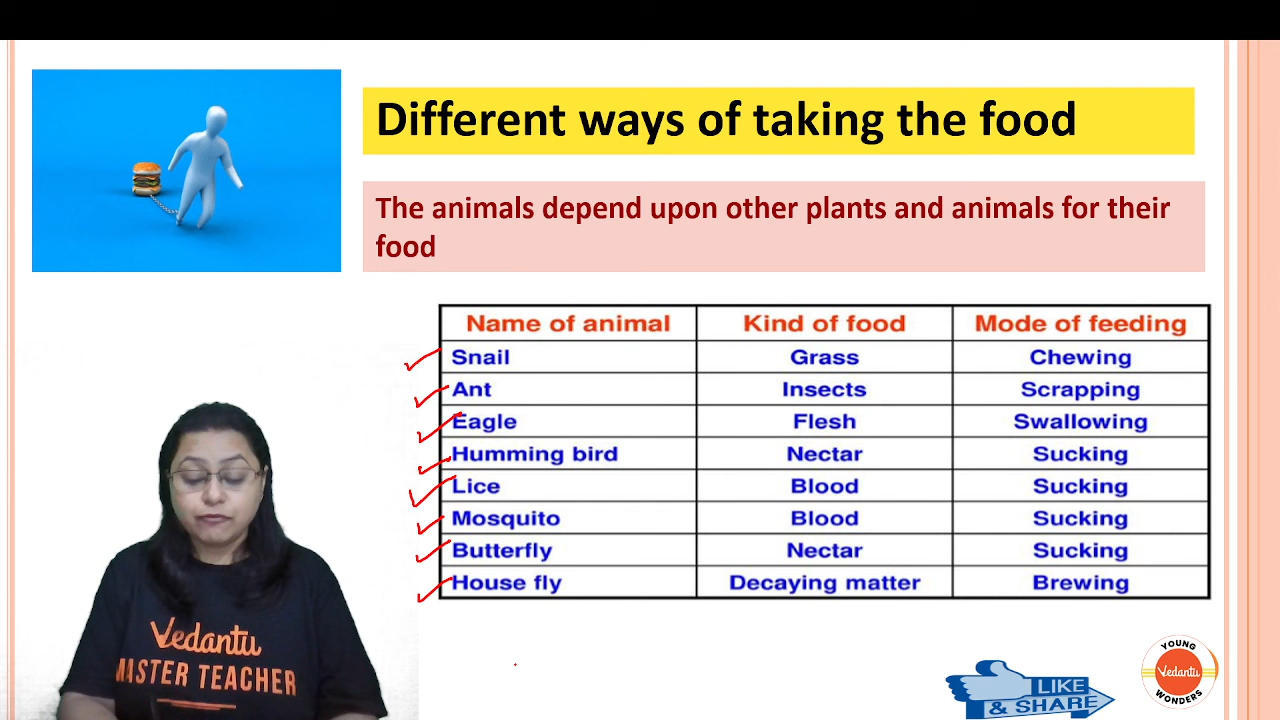 Different ways of taking the food
The animals depend upon other plants and animals for their
food
Name of animal Kind of food Mode of feeding
Snail Grass Chewing
Ant Insects Scrapping
Eagle Flesh Swallowing
Humming bird Nectar Sucking
Lice Blood Sucking
Mosquito Blood Sucking
Butterfly Nectar Sucking
House fly Decaying matter Brewing
Vedantu
MASTER TEACHER
LIKE
& SHARE
YOUNG
Vedantu
WONDERS